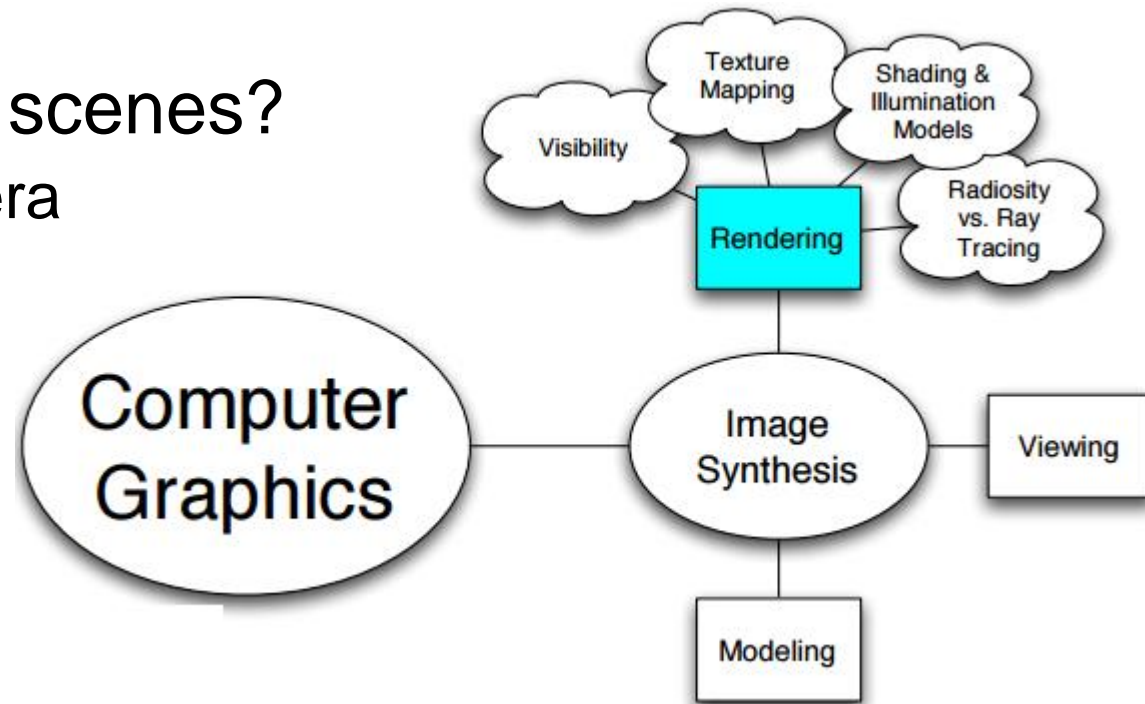 scenes?
era
Visibility
Texture
Mapping
Shading &
Illumination
Models
Radiosity
vs. Ray
Tracing
Rendering
Computer
Graphics
Image
Synthesis
Viewing
Modeling